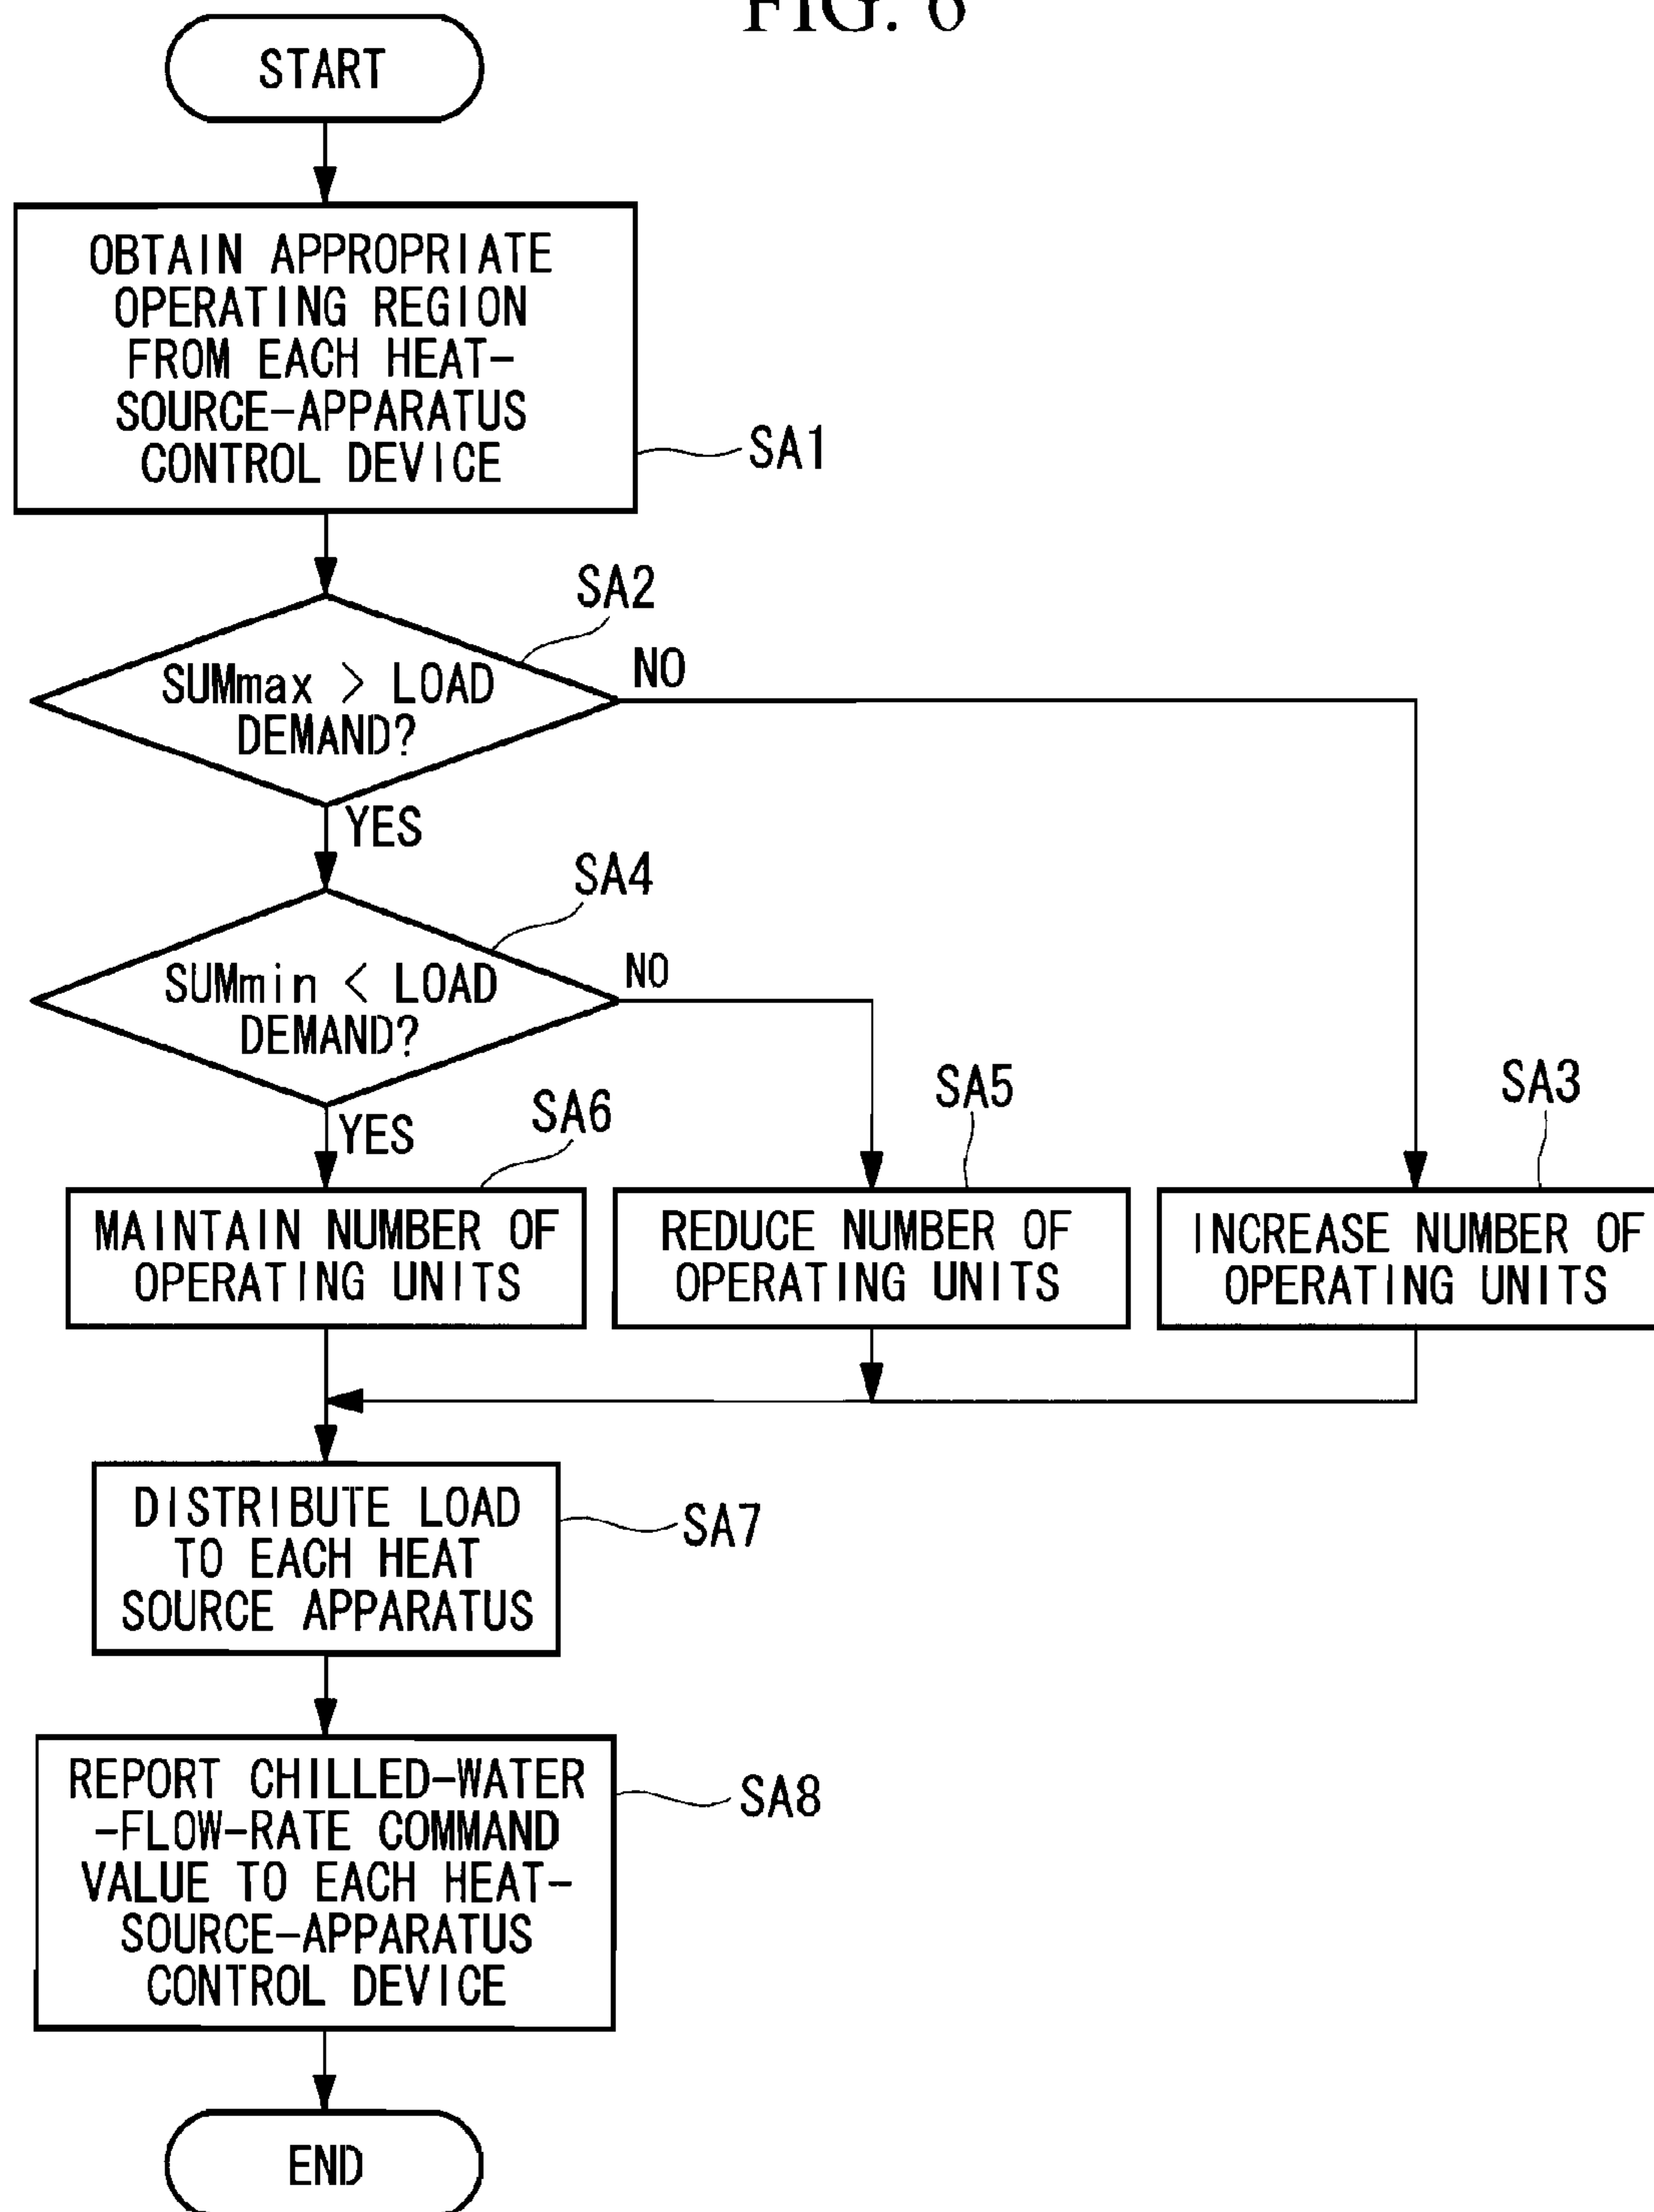 FIG. 6
START
OBTAIN APPROPRIATE
OPERATING REGION
FROM EACH HEAT-
SOURCE-APPARATUS
CONTROL DEVICE
SA1
SA2
SUMmax > LOAD
DEMAND?
NO
YES
SA4
SUMmin < LOAD
DEMAND?
NO
YES
SA6
MAINTAIN NUMBER OF
OPERATING UNITS
SA5
REDUCE NUMBER OF
OPERATING UNITS
SA3
INCREASE NUMBER OF
OPERATING UNITS
DISTRIBUTE LOAD
TO EACH HEAT
SOURCE APPARATUS
SA7
REPORT CHILLED-WATER
-FLOW-RATE COMMAND
VALUE TO EACH HEAT-
SOURCE-APPARATUS
CONTROL DEVICE
SA8
END